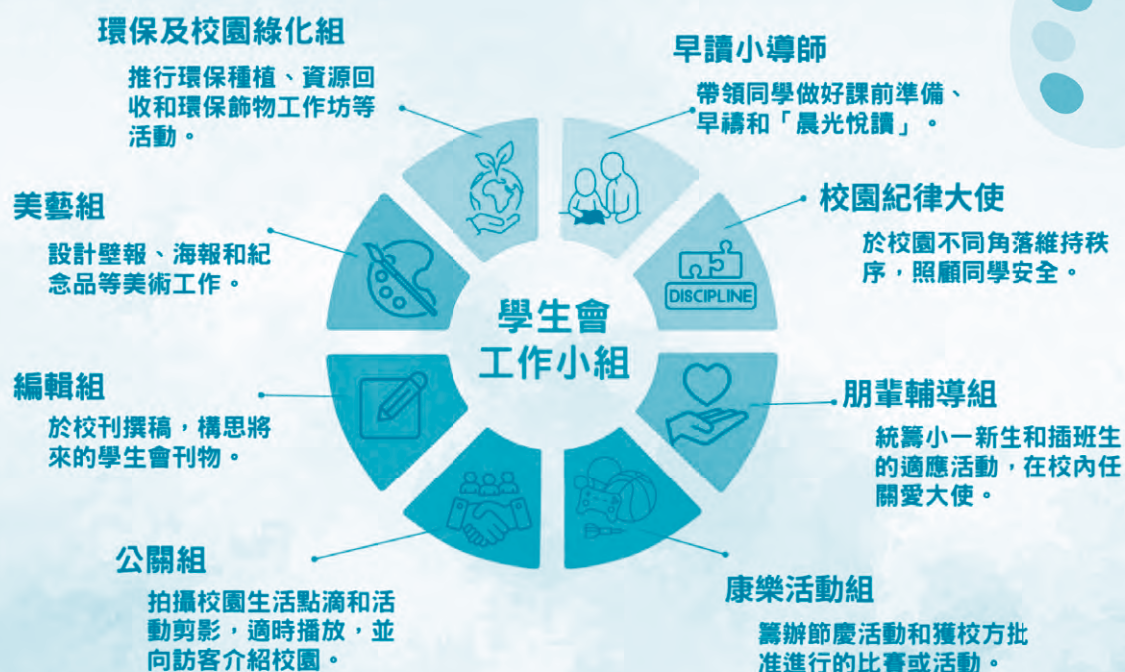 環保及校園綠化組
推行環保種植、資源回
收和環保飾物工作坊等
活動。
早讀小導師
帶領同學做好課前準備、
早禱和「晨光悅讀」。
美藝組
設計壁報、海報和紀
念品等美術工作。
校園紀律大使
於校園不同角落維持秩
序，照顧同學安全。
DISCIPLINE
學生會
工作小組
編輯組
於校刊撰稿，構思將
來的學生會刊物。
朋輩輔導組
統籌小一新生和插班生
的適應活動，在校內任
關愛大使。
公關組
拍攝校園生活點滴和活
動剪影，適時播放，並
向訪客介紹校園。
康樂活動組
籌辦節慶活動和獲校方批
准進行的比賽或活動。